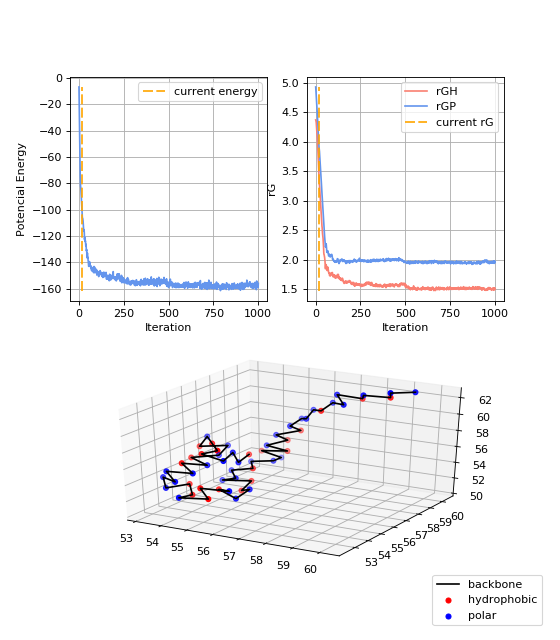 0
−20
−40
−60
−80
−100
−120
−140
−160
Potencial Energy
current energy
0 250 500 750 1000
Iteration
5.0
4.5
4.0
3.5
3.0
2.5
2.0
1.5
rG
rGH
rGP
current rG
0 250 500 750 1000
Iteration
62
60
58
56
54
52
50
53 54 55 56 57 58 59 60
53 54 55 56 57 58 59 60
backbone
hydrophobic
polar